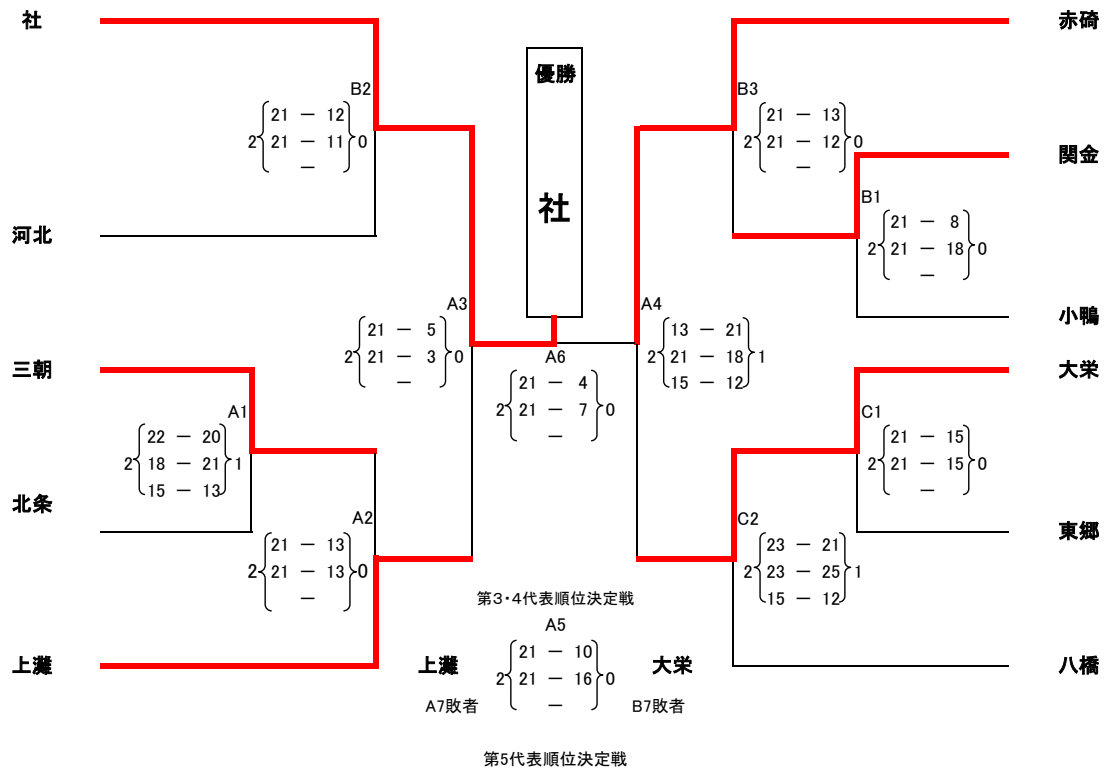 社
赤碕
優勝
B2
B3
21 － 12
2 21 － 11 0
－
21 － 13
2 21 － 12 0
－
関金
社
B1
21 － 8
2 21 － 18 0
－
河北
A3
A4
小鴨
21 － 5
2 21 － 3 0
－
13 － 21
2 21 － 18 1
15 － 12
A6
21 － 4
2 21 － 7 0
－
三朝
大栄
A1
22 － 20
2 18 － 21 1
15 － 13
C1
21 － 15
2 21 － 15 0
－
北条
東郷
A2
21 － 13
2 21 － 13 0
－
C2
23 － 21
2 23 － 25 1
15 － 12
第3・4代表順位決定戦
A5
21 － 10
2 21 － 16 0
－
上灘
上灘
大栄
八橋
A7敗者
B7敗者
第5代表順位決定戦